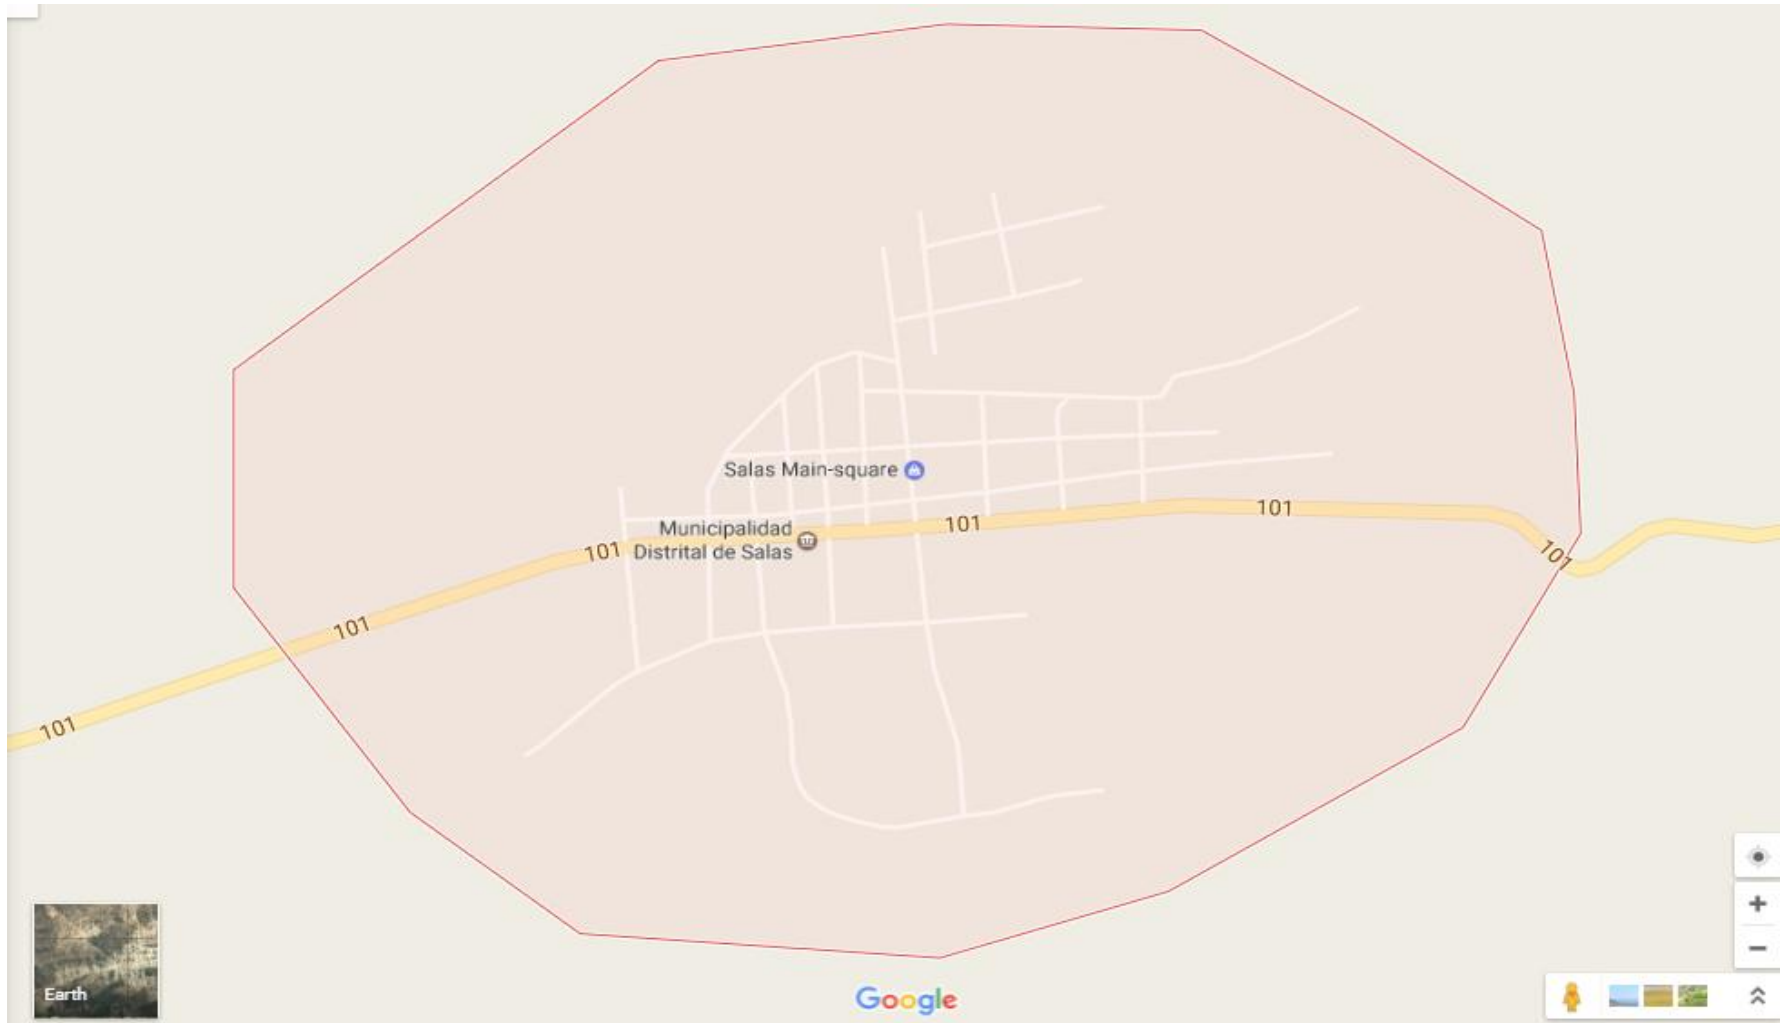 Salas Main-square
Municipalidad
Distrital de Salas
101
101
101
101
101
101
Earth
Google